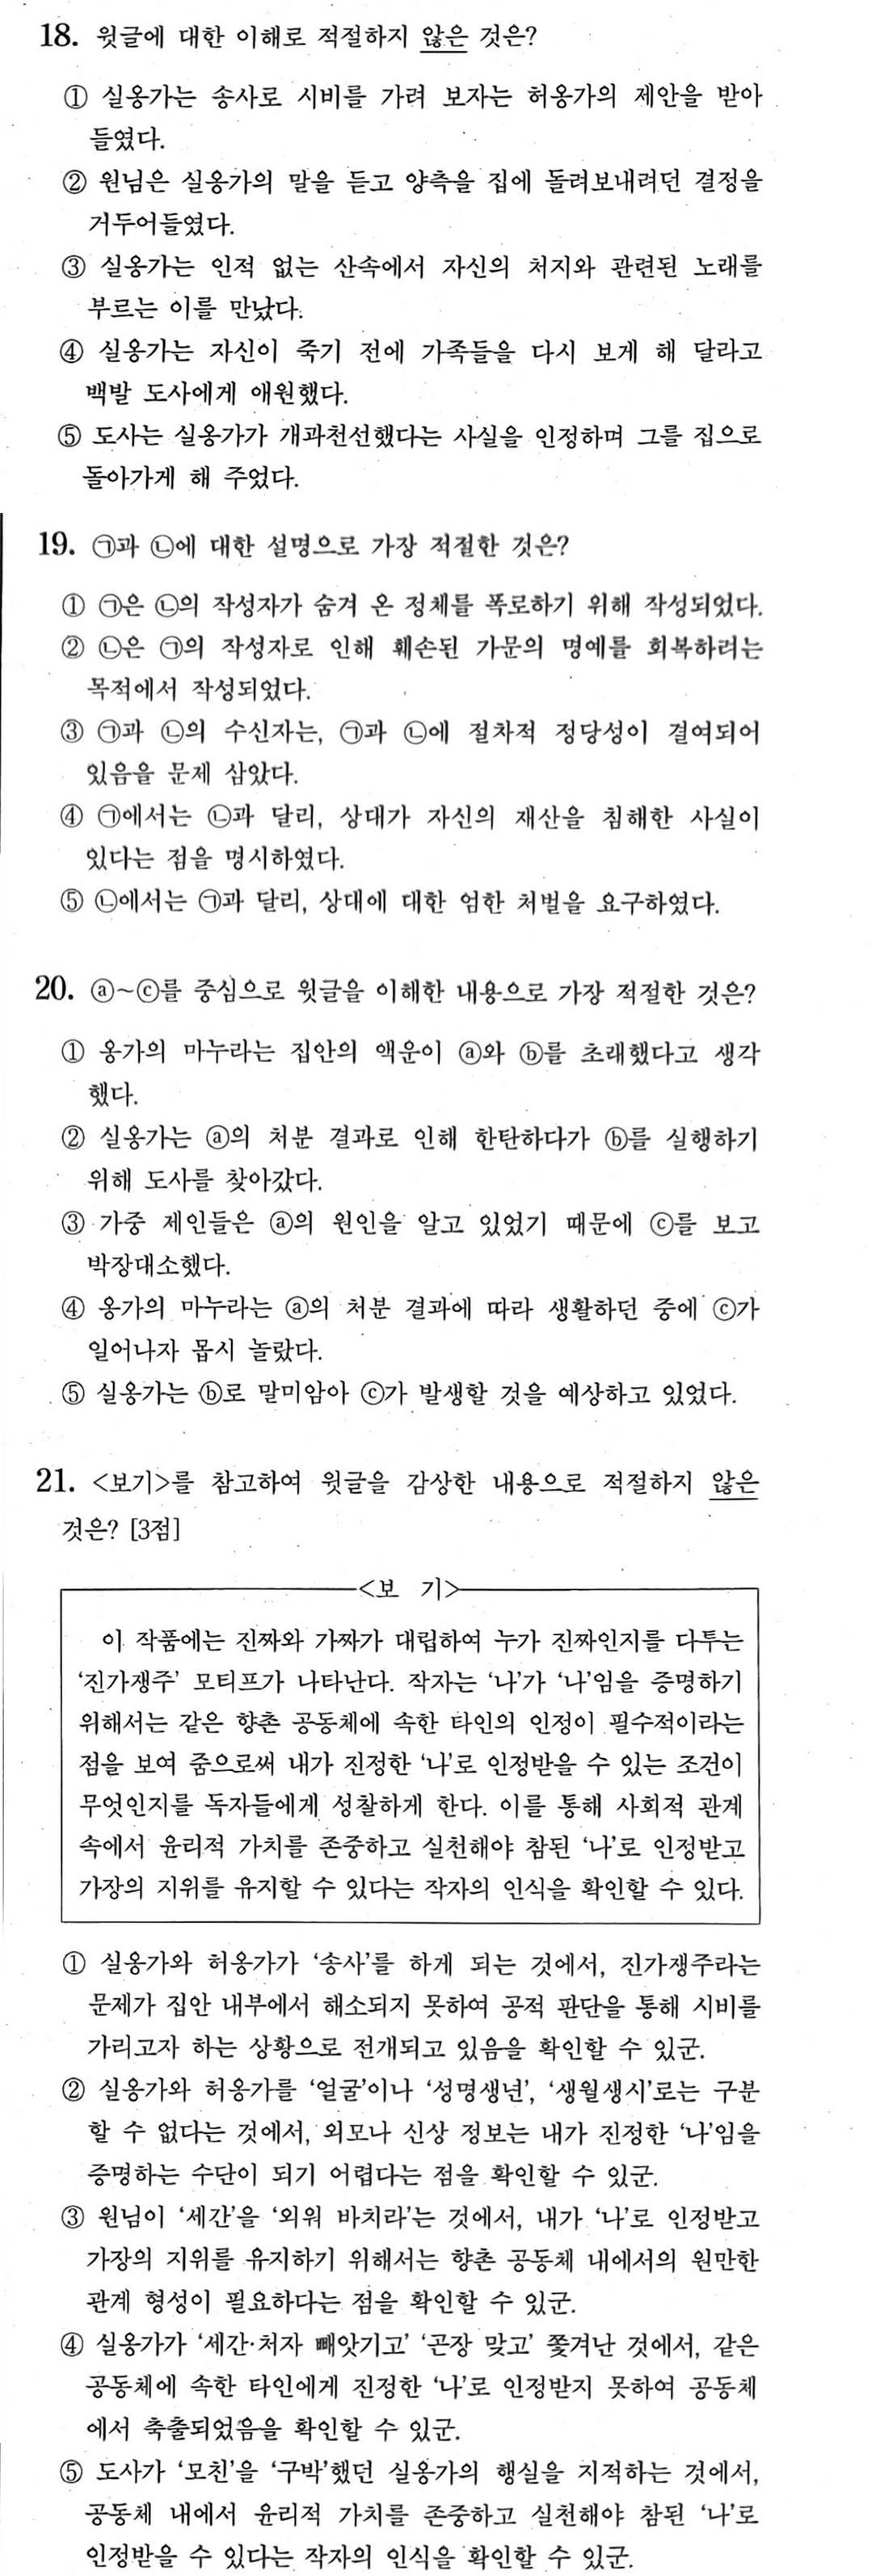 18. 윗글에 대한 이해로 적절하지 않은 것은?
① 실옹가는 송사로 시비를 가려 보자는 허옹가의 제안을 받아
들였다.
② 원님은 실옹가의 말을 듣고 양측을 집에 돌려보내려던 결정을
거두어들였다.
③ 실옹가는 인적 없는 산속에서 자신의 처지와 관련된 노래를
부르는 이를 만났다.
④ 실옹가는 자신이 죽기 전에 가족들을 다시 보게 해 달라고
백발 도사에게 애원했다.
⑤ 도사는 실옹가가 개과천선했다는 사실을 인정하며 그를 집으로
돌아가게 해 주었다.
19. ㉠과 ㉡에 대한 설명으로 가장 적절한 것은?
① ㉠은 ㉡의 작성자가 숨겨 온 정체를 폭로하기 위해 작성되었다.
② ㉡은 ㉠의 작성자로 인해 훼손된 가문의 명예를 회복하려는
목적에서 작성되었다.
③ ㉠과 ㉡의 수신자는, ㉠과 ㉡에 절차적 정당성이 결여되어
있음을 문제 삼았다.
④ ㉠에서는 ㉡과 달리, 상대가 자신의 재산을 침해한 사실이
있다는 점을 명시하였다.
⑤ ㉡에서는 ㉠과 달리, 상대에 대한 엄한 처벌을 요구하였다.
20. ⓐ~ⓒ를 중심으로 윗글을 이해한 내용으로 가장 적절한 것은?
① 옹가의 마누라는 집안의 액운이 ⓐ와 ⓑ를 초래했다고 생각
했다.
② 실옹가는 ⓐ의 처분 결과로 인해 한탄하다가 ⓑ를 실행하기
위해 도사를 찾아갔다.
③ 가중 제인들은 ⓐ의 원인을 알고 있었기 때문에 ⓒ를 보고
박장대소했다.
④ 옹가의 마누라는 ⓐ의 처분 결과에 따라 생활하던 중에 ⓒ가
일어나자 몹시 놀랐다.
⑤ 실옹가는 ⓑ로 말미암아 ⓒ가 발생할 것을 예상하고 있었다.
21. <보기>를 참고하여 윗글을 감상한 내용으로 적절하지 않은
것은? [3점]
<보 기>
이 작품에는 진짜와 가짜가 대립하여 누가 진짜인지를 다투는
‘진가쟁주’ 모티프가 나타난다. 작자는 ‘나’가 ‘나’임을 증명하기
위해서는 같은 향촌 공동체에 속한 타인의 인정이 필수적이라는
점을 보여 줌으로써 내가 진정한 ‘나’로 인정받을 수 있는 조건이
무엇인지를 독자들에게 성찰하게 한다. 이를 통해 사회적 관계
속에서 윤리적 가치를 존중하고 실천해야 참된 ‘나’로 인정받고
가장의 지위를 유지할 수 있다는 작자의 인식을 확인할 수 있다.
① 실옹가와 허옹가가 ‘송사’를 하게 되는 것에서, 진가쟁주라는
문제가 집안 내부에서 해소되지 못하여 공적 판단을 통해 시비를
가리고자 하는 상황으로 전개되고 있음을 확인할 수 있군.
② 실옹가와 허옹가를 ‘얼굴’이나 ‘성명생년’, ‘생월생시’로는 구분
할 수 없다는 것에서, 외모나 신상 정보는 내가 진정한 ‘나’임을
증명하는 수단이 되기 어렵다는 점을 확인할 수 있군.
③ 원님이 ‘세간’을 ‘외워 바치라’는 것에서, 내가 ‘나’로 인정받고
가장의 지위를 유지하기 위해서는 향촌 공동체 내에서의 원만한
관계 형성이 필요하다는 점을 확인할 수 있군.
④ 실옹가가 ‘세간·처자 빼앗기고’ ‘곤장 맞고’ 쫓겨난 것에서, 같은
공동체에 속한 타인에게 진정한 ‘나’로 인정받지 못하여 공동체
에서 축출되었음을 확인할 수 있군.
⑤ 도사가 ‘모친’을 ‘구박’했던 실옹가의 행실을 지적하는 것에서,
공동체 내에서 윤리적 가치를 존중하고 실천해야 참된 ‘나’로
인정받을 수 있다는 작자의 인식을 확인할 수 있군.